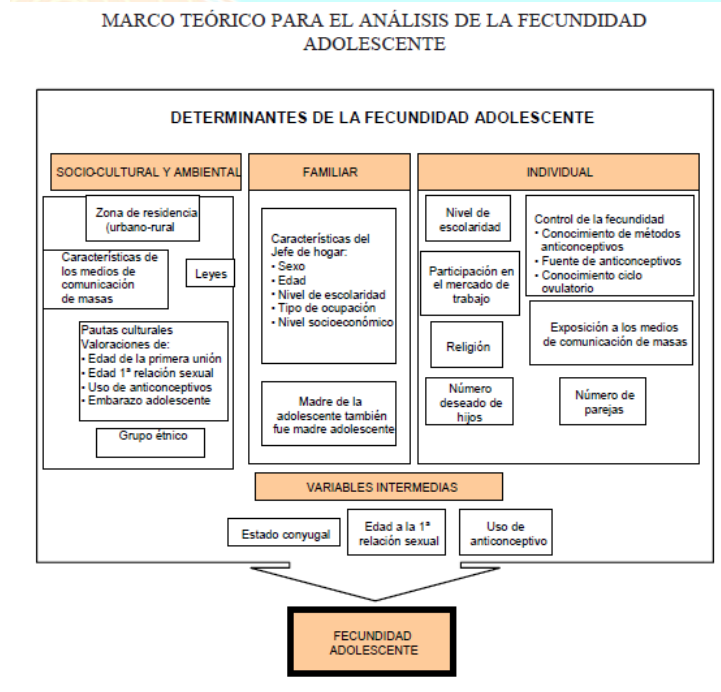 MARCO TEÓRICO PARA EL ANÁLISIS DE LA FECUNDIDAD
ADOLESCENTE
DETERMINANTES DE LA FECUNDIDAD ADOLESCENTE
SOCIO-CULTURAL Y AMBIENTAL
Zona de residencia
(urbano-rural
Características de
los medios de
comunicación
de masas
Leyes
Pautas culturales
Valoraciones de:
• Edad de la primera unión
• Edad 1ª relación sexual
• Uso de anticonceptivos
• Embarazo adolescente
Grupo étnico
FAMILIAR
Características del
Jefe de hogar:
• Sexo
• Edad
• Nivel de escolaridad
• Tipo de ocupación
• Nivel socioeconómico
Madre de la
adolescente también
fue madre adolescente
INDIVIDUAL
Nivel de
escolaridad
Participación en
el mercado de
trabajo
Religión
Número
deseado de
hijos
Control de la fecundidad
• Conocimiento de métodos
anticonceptivos
• Fuente de anticonceptivos
• Conocimiento ciclo
ovulatorio
Exposición a los medios
de comunicación de masas
Número de
parejas
VARIABLES INTERMEDIAS
Estado conyugal
Edad a la 1ª
relación sexual
Uso de
anticonceptivo
FECUNDIDAD
ADOLESCENTE